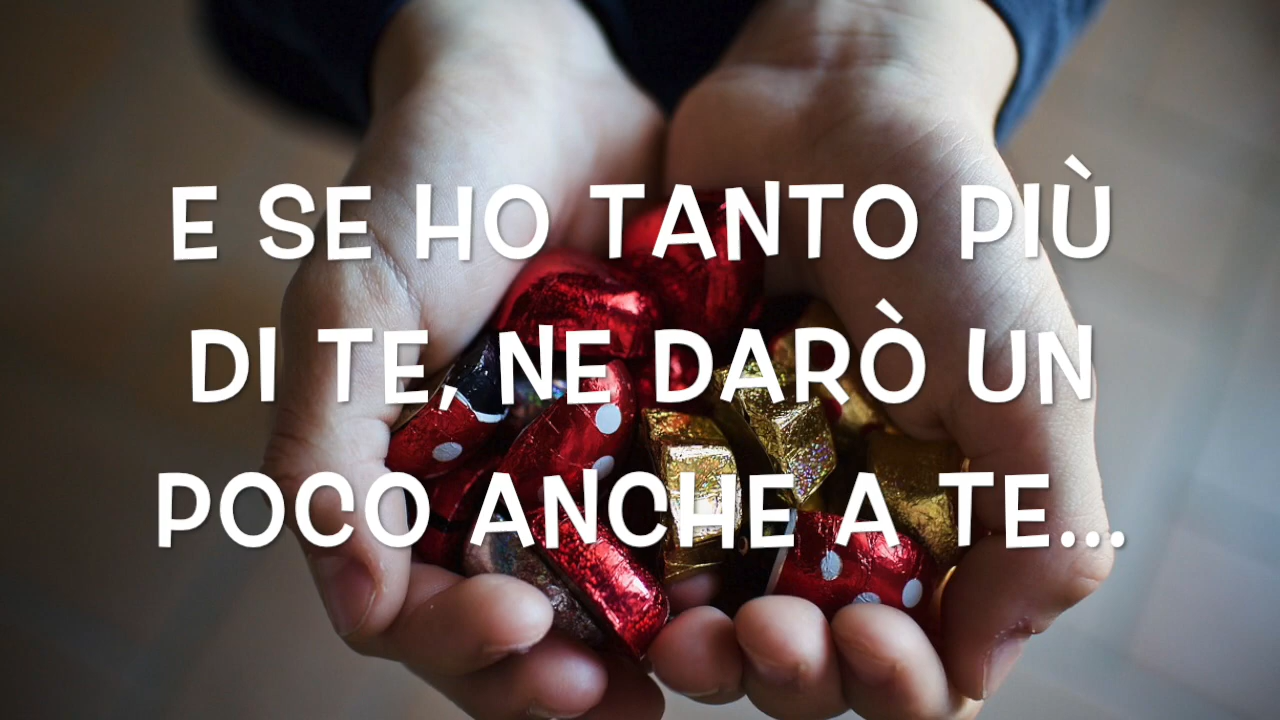 E SE HO TANTO PIÙ
DI TE, NE DARÒ UN
POCO ANCHE A TE...